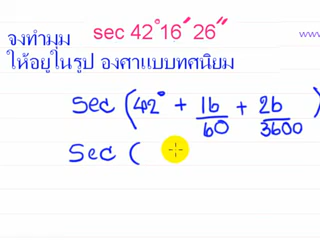 จงทำมุม sec 42°16′26″
www.
ให้อยู่ในรูป องศาแบบทศนิยม
sec (42° + 16/60 + 26/3600)
sec (